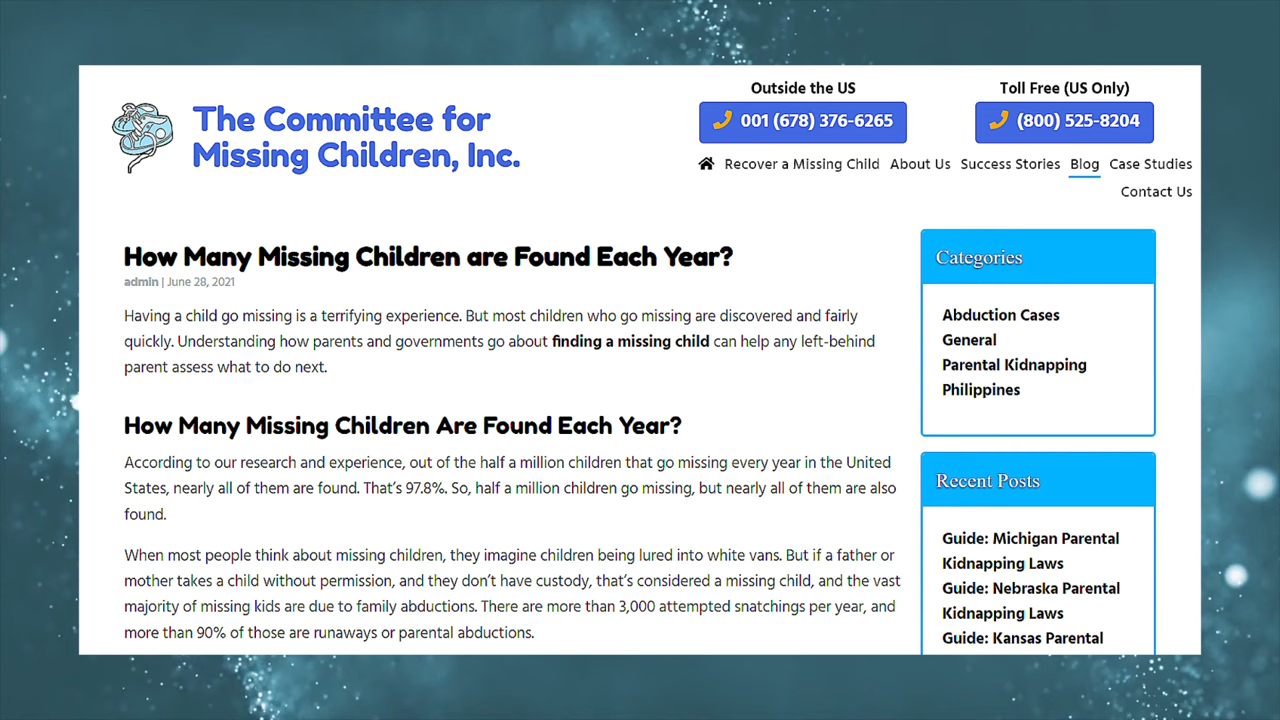 The Committee for
Missing Children, Inc.
Outside the US
001 (678) 376-6265
Toll Free (US Only)
(800) 525-8204
Recover a Missing Child About Us Success Stories Blog Case Studies
Contact Us
How Many Missing Children are Found Each Year?
admin | June 28, 2021
Having a child go missing is a terrifying experience. But most children who go missing are discovered and fairly
quickly. Understanding how parents and governments go about finding a missing child can help any left-behind
parent assess what to do next.
How Many Missing Children Are Found Each Year?
According to our research and experience, out of the half a million children that go missing every year in the United
States, nearly all of them are found. That's 97.8%. So, half a million children go missing, but nearly all of them are also
found.
When most people think about missing children, they imagine children being lured into white vans. But if a father or
mother takes a child without permission, and they don't have custody, that's considered a missing child, and the vast
majority of missing kids are due to family abductions. There are more than 3,000 attempted snatchings per year, and
more than 90% of those are runaways or parental abductions.
Categories
Abduction Cases
General
Parental Kidnapping
Philippines
Recent Posts
Guide: Michigan Parental
Kidnapping Laws
Guide: Nebraska Parental
Kidnapping Laws
Guide: Kansas Parental